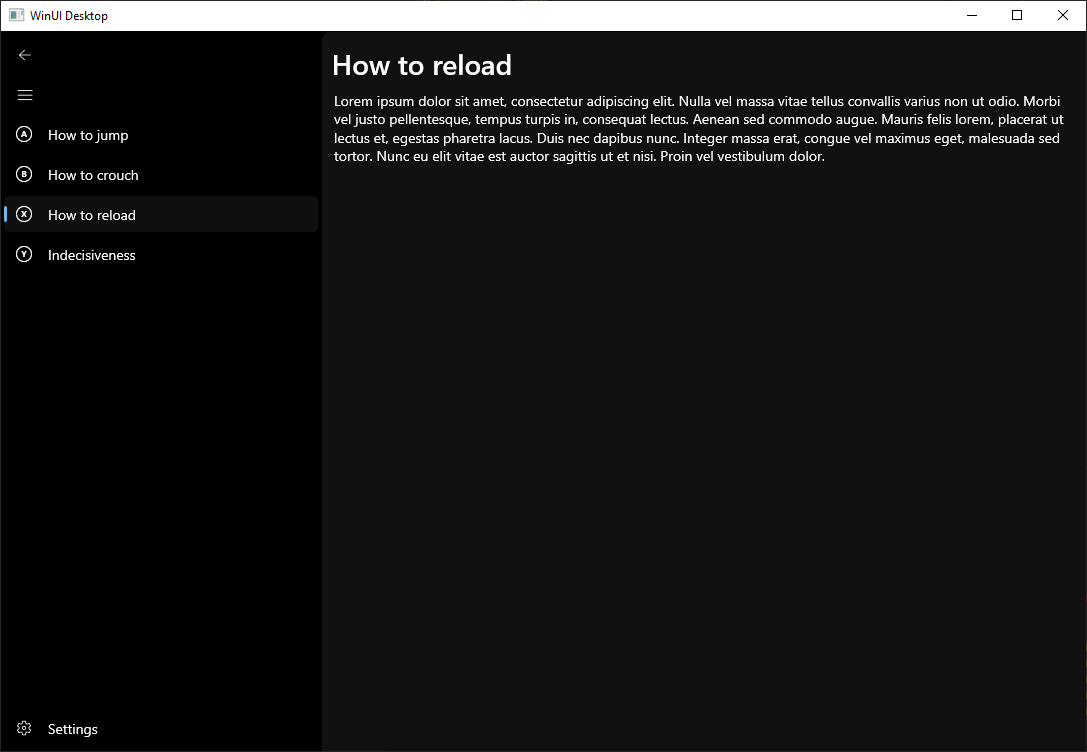 WinUI Desktop
A How to jump
B How to crouch
X How to reload
Y Indecisiveness
Settings
How to reload
Lorem ipsum dolor sit amet, consectetur adipiscing elit. Nulla vel massa vitae tellus convallis varius non ut odio. Morbi
vel justo pellentesque, tempus turpis in, consequat lectus. Aenean sed commodo augue. Mauris felis lorem, placerat ut
lectus et, egestas pharetra lacus. Duis nec dapibus nunc. Integer massa erat, congue vel maximus eget, malesuada sed
tortor. Nunc eu elit vitae est auctor sagittis ut et nisi. Proin vel vestibulum dolor.